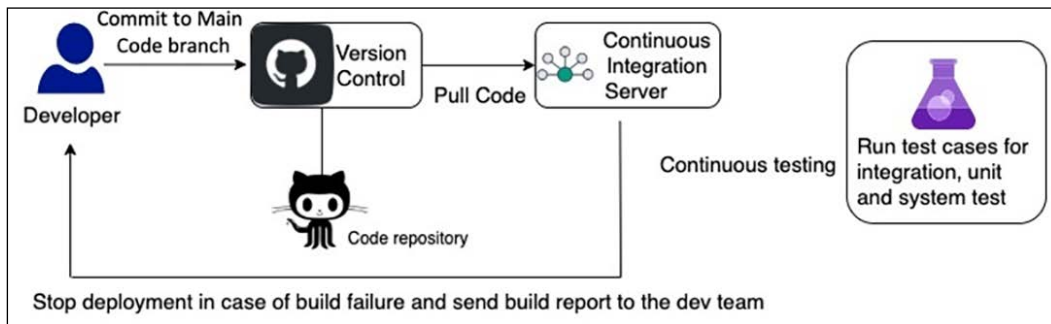 Commit to Main
Code branch
Developer
Version
Control
Pull Code
Continuous
Integration
Server
Code repository
Continuous testing
Run test cases for
integration, unit
and system test
Stop deployment in case of build failure and send build report to the dev team